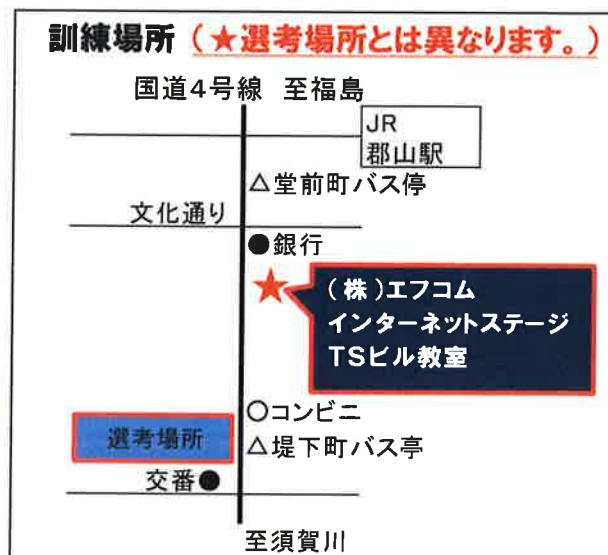 訓練場所(★選考場所とは異なります。)
国道4号線 至福島
JR
郡山駅
△堂前町バス停
文化通り
●銀行
★
(株)エフコム
インターネットステージ
TSビル教室
○コンビニ
選考場所
△堤下町バス亭
交番●
至須賀川